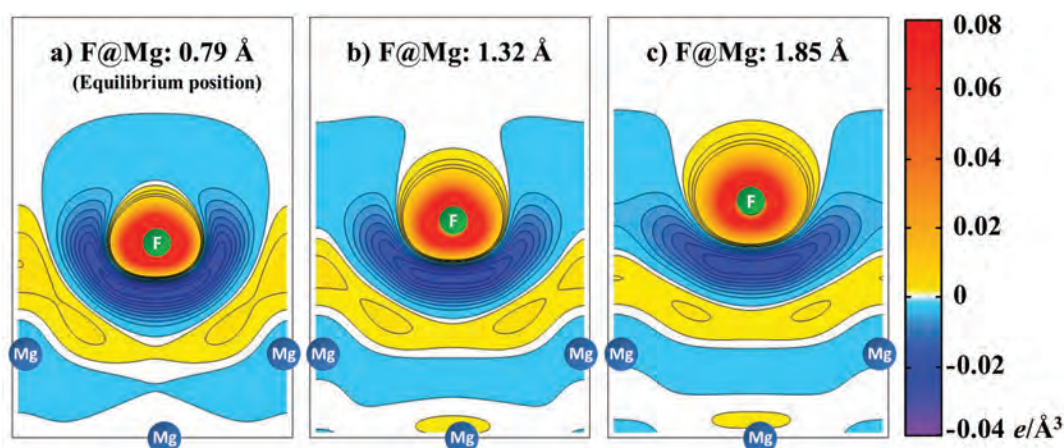 a) F@Mg: 0.79 Å
(Equilibrium position)
b) F@Mg: 1.32 Å
c) F@Mg: 1.85 Å
F
F
F
Mg
Mg
Mg
Mg
Mg
Mg
Mg
Mg
Mg
0.08
0.06
0.04
0.02
0
-0.02
-0.04 e/Å³